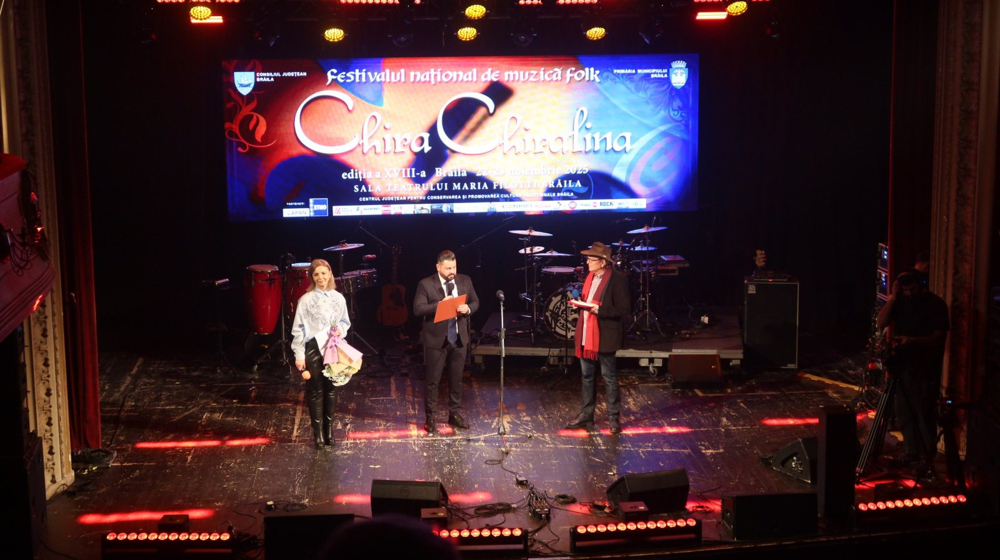 CONSILIUL JUDEȚEAN
BRĂILA
Festivalul național de muzică folk
PRIMĂRIA MUNICIPIULUI
BRĂILA
Chira Chiralina
ediția a XVIII-a Brăila 22-23 noiembrie 2025
SALA TEATRULUI MARIA FILOTTI BRĂILA
CENTRUL JUDEȚEAN PENTRU CONSERVAREA ȘI PROMOVAREA CULTURII TRADIȚIONALE BRĂILA
PARTENERI
APAN
ETNO
ROCK